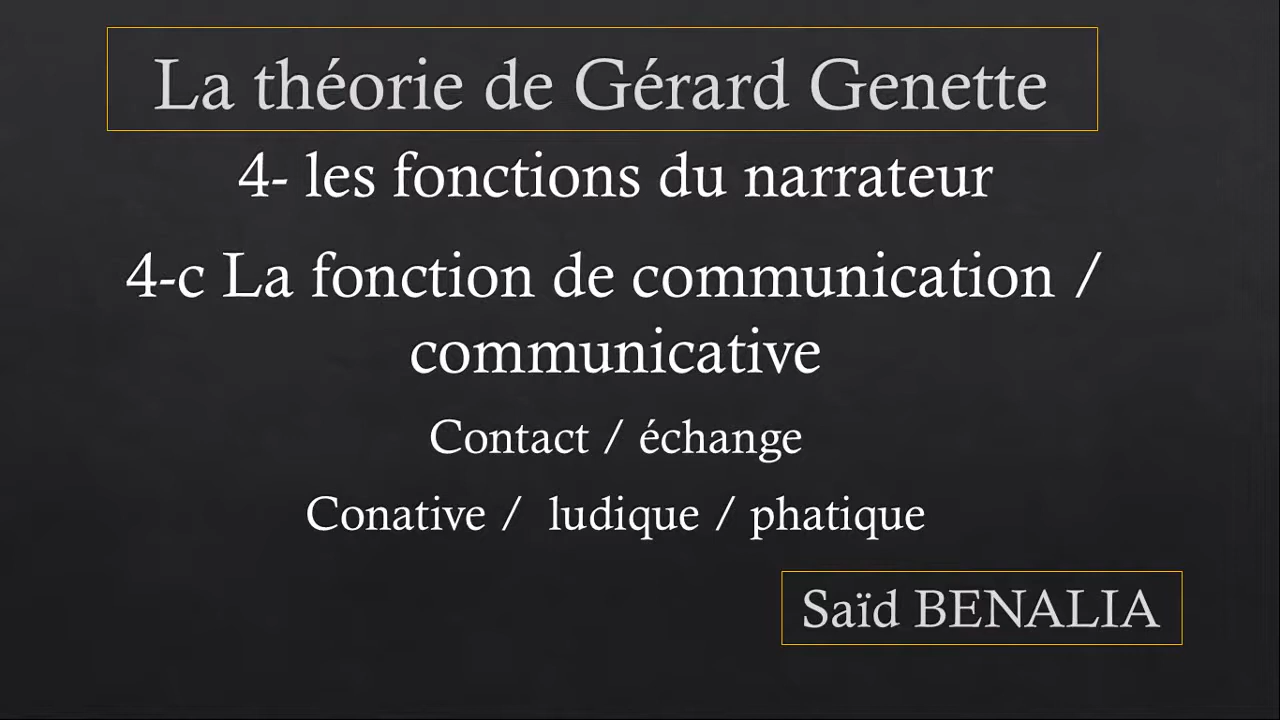 La théorie de Gérard Genette
4- les fonctions du narrateur
4-c La fonction de communication /
communicative
Contact / échange
Conative / ludique / phatique
Saïd BENALIA